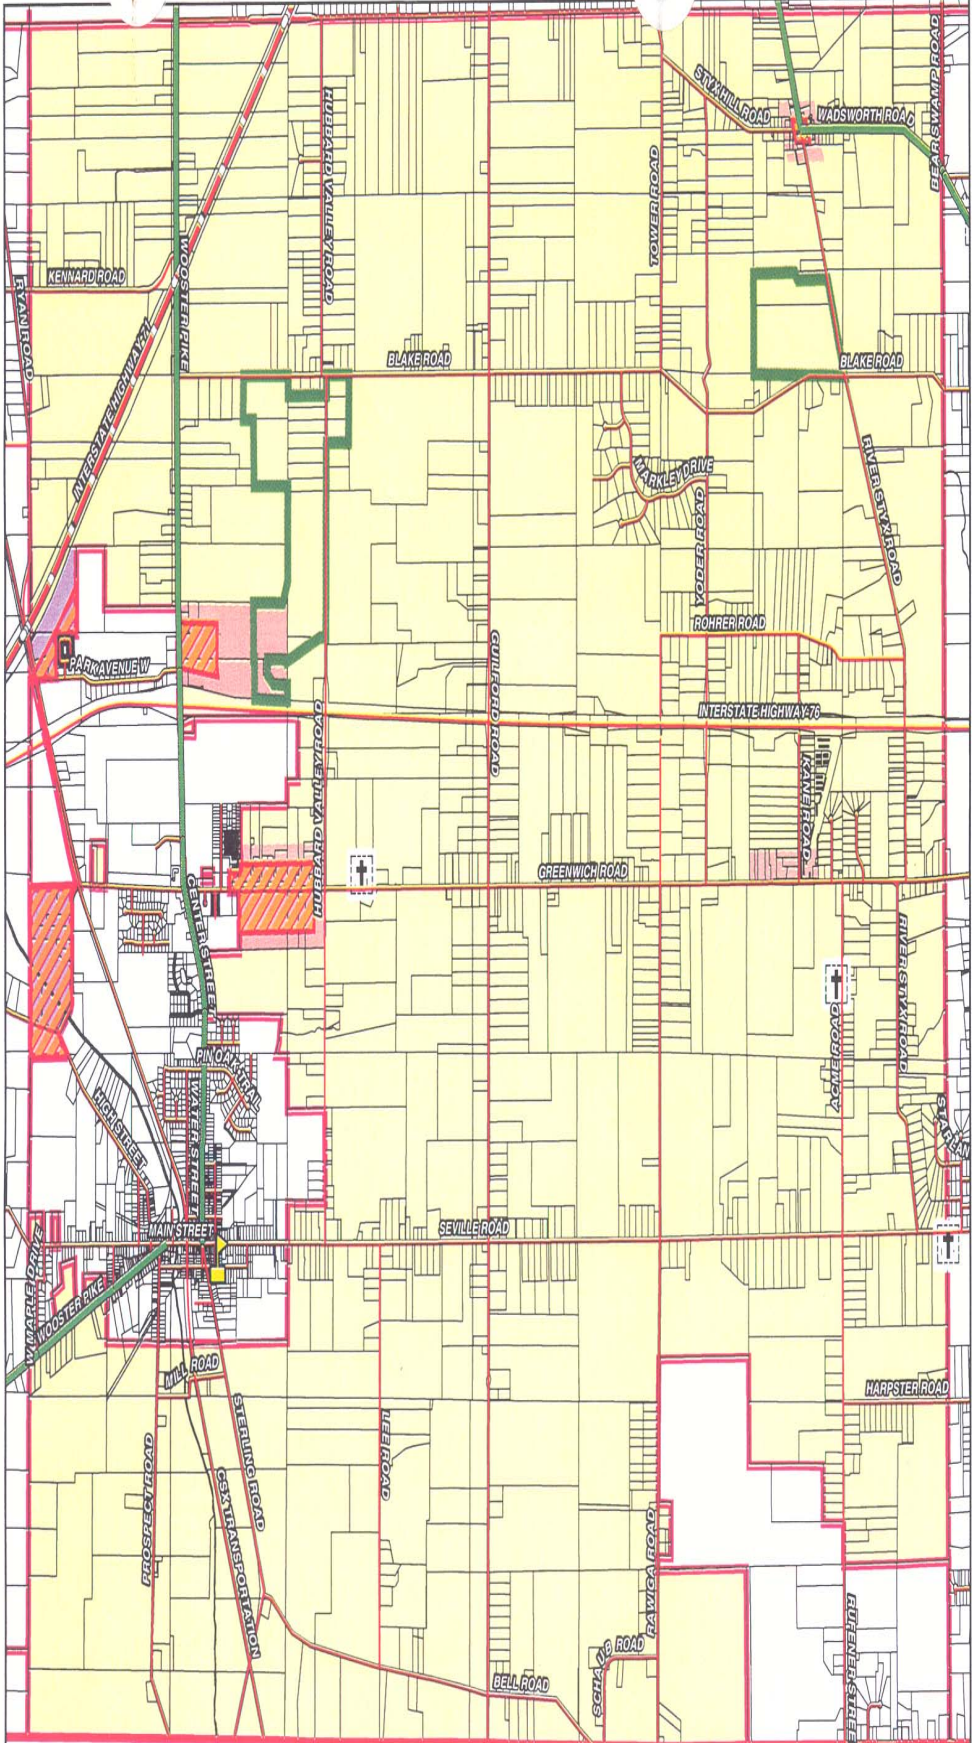 BEAR SWAMP ROAD
STYX HILL ROAD
WADSWORTH ROAD
HUBBARD VALLEY ROAD
TOWER ROAD
KENNARD ROAD
WOOSTER PIKE
RYAN ROAD
INTERSTATE HIGHWAY-71
BLAKE ROAD
BLAKE ROAD
MARKLEY DRIVE
RIVER STYX ROAD
YODER ROAD
ROHRER ROAD
PARK AVENUE W
GUILFORD ROAD
INTERSTATE HIGHWAY-76
HUBBARD VALLEY ROAD
KANE ROAD
GREENWICH ROAD
CENTER STREET
RIVER STYX ROAD
ACME ROAD
PIN OAK TRAIL
HIGH STREET
WATER STREET
MAIN STREET
SEVILLE ROAD
W MARLE DRIVE
WOOSTER PIKE
MILL ROAD
HARPSTER ROAD
STERLING ROAD
LEE ROAD
PROSPECT ROAD
CSX TRANSPORTATION
RAWIGA ROAD
SCHAUB ROAD
BELL ROAD